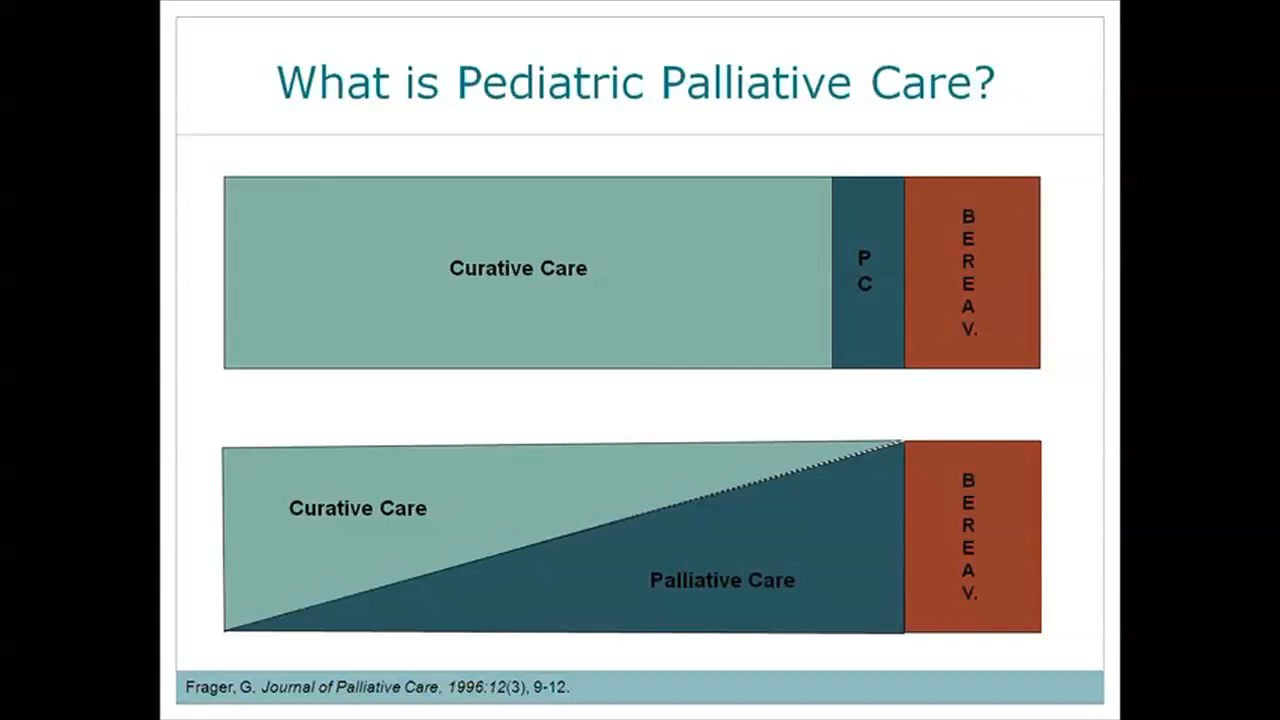 What is Pediatric Palliative Care?
Curative Care
P
C
B
E
R
E
A
V.
Curative Care
Palliative Care
B
E
R
E
A
V.
Frager, G. Journal of Palliative Care, 1996:12(3), 9-12.